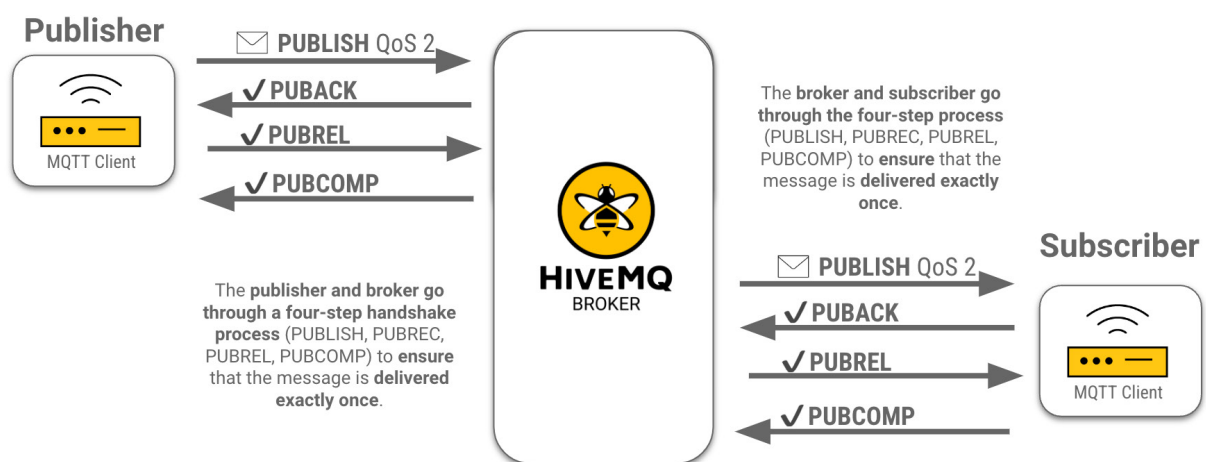 Publisher
MQTT Client
PUBLISH QoS 2
PUBACK
PUBREL
PUBCOMP
The publisher and broker go
through a four-step handshake
process (PUBLISH, PUBREC,
PUBREL, PUBCOMP) to ensure
that the message is delivered
exactly once.
HIVEMQ
BROKER
The broker and subscriber go
through the four-step process
(PUBLISH, PUBREC, PUBREL,
PUBCOMP) to ensure that the
message is delivered exactly
once.
Subscriber
PUBLISH QoS 2
PUBACK
PUBREL
PUBCOMP
MQTT Client